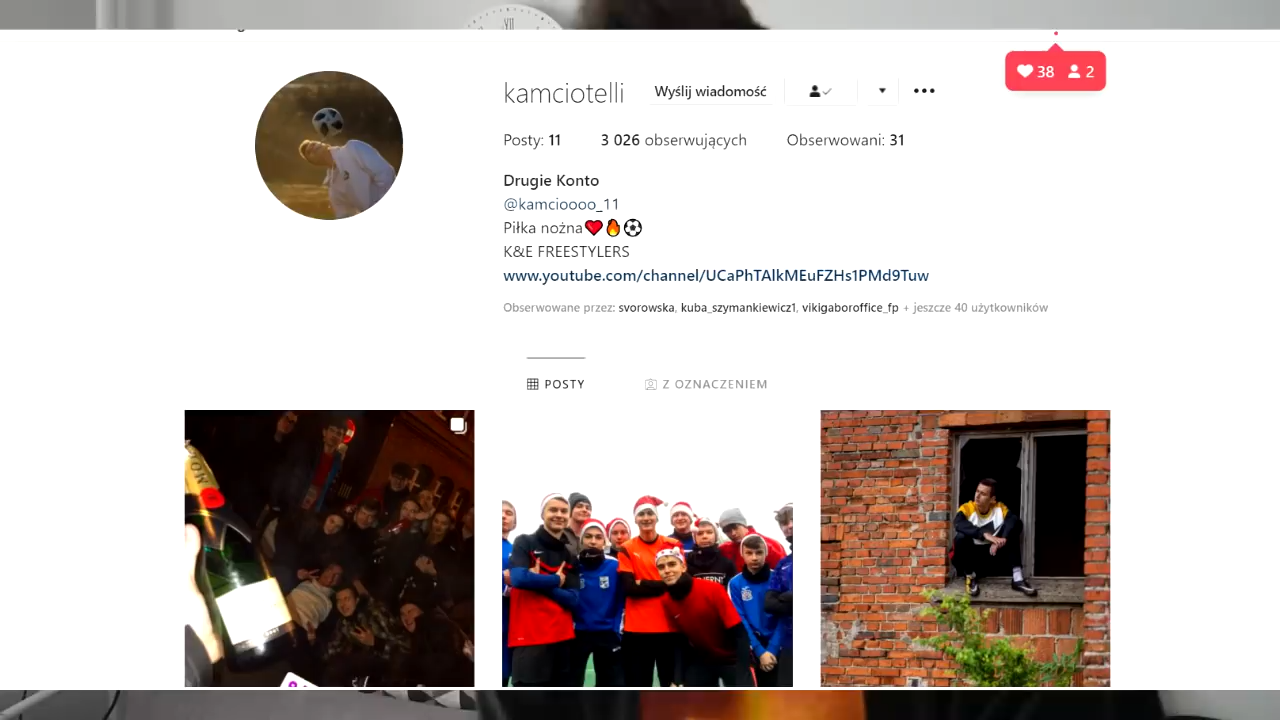 38 2
kamciotelli Wyślij wiadomość
Posty: 11 3 026 obserwujących Obserwowani: 31
Drugie Konto
@kamcioooo_11
Piłka nożna❤️🔥⚽
K&E FREESTYLERS
www.youtube.com/channel/UCaPhTAlkMEuFZHs1PMd9Tuw
Obserwowane przez: svorowska, kuba_szymankiewicz1, vikigaboroffice_fp + jeszcze 40 użytkowników
POSTY Z OZNACZENIEM
VII